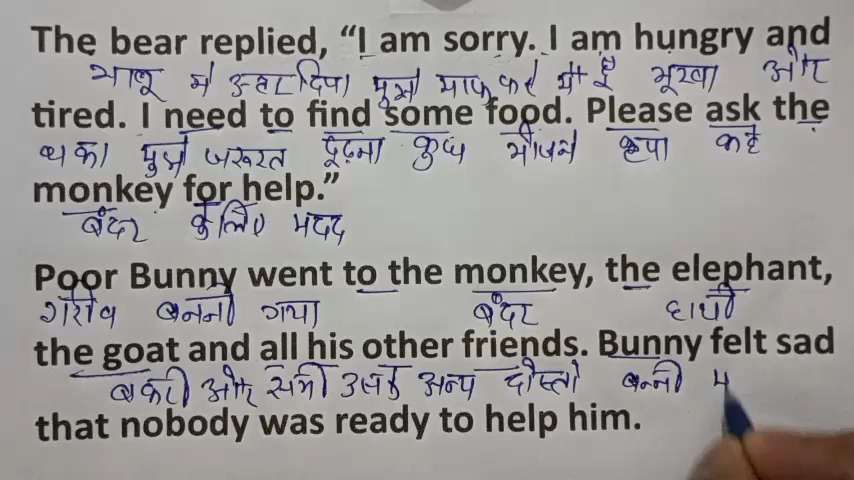 The bear replied, “I am sorry. I am hungry and
भालू ने उत्तर दिया मुझे माफ करे मैं हूँ भूखा और
tired. I need to find some food. Please ask the
थका मुझे जरूरत ढूढ़ना कुछ भोजन कृपा कहे
monkey for help.”
बंदर के लिए मदद
Poor Bunny went to the monkey, the elephant,
गरीब बननी गया बंदर हाथी
the goat and all his other friends. Bunny felt sad
बकरी और सभी उसके अन्य दोस्तो बन्नी
that nobody was ready to help him.